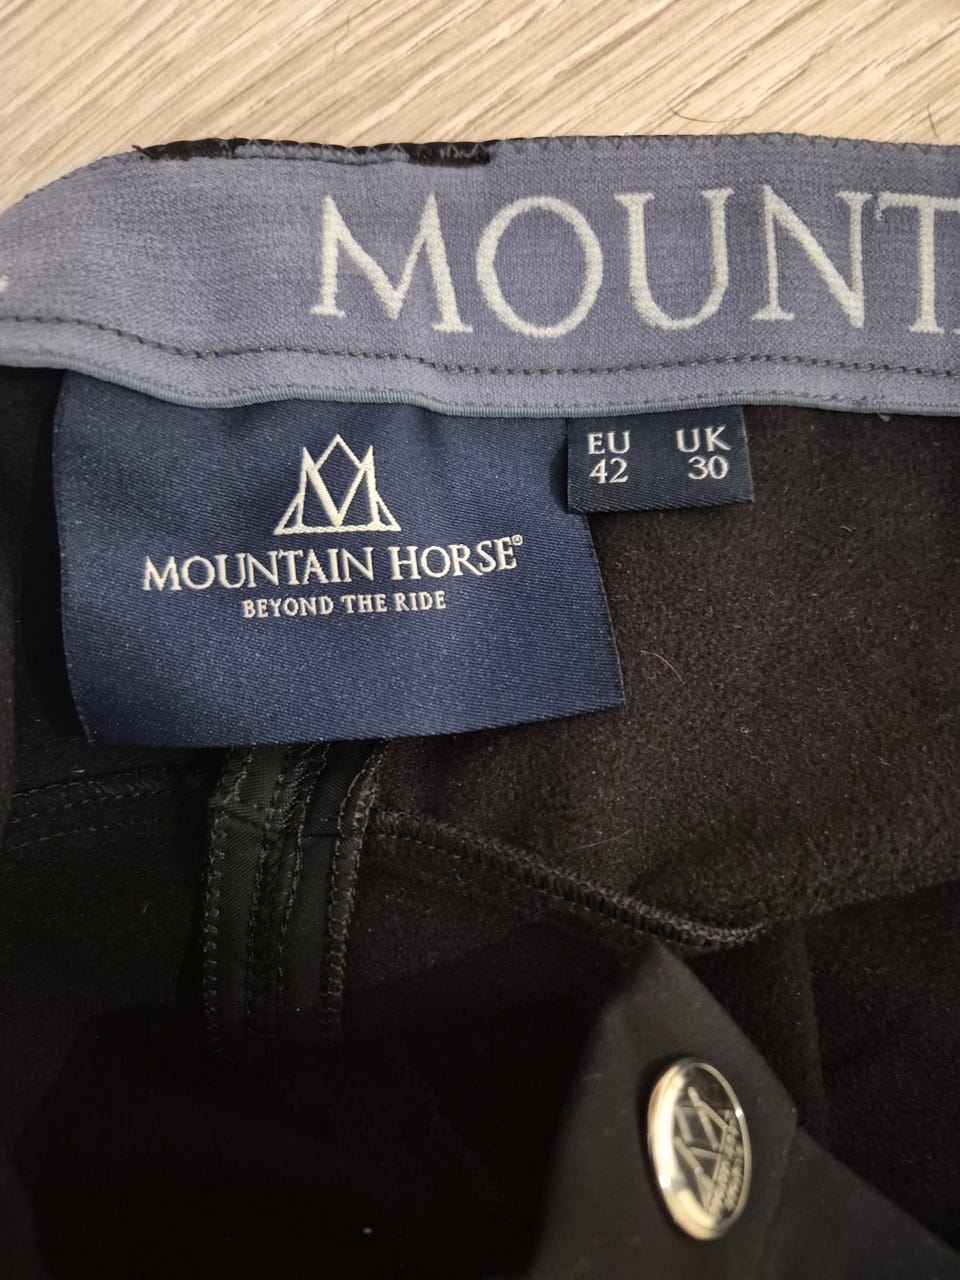 MOUNT
MOUNTAIN HORSE®
BEYOND THE RIDE
EU UK
42 30